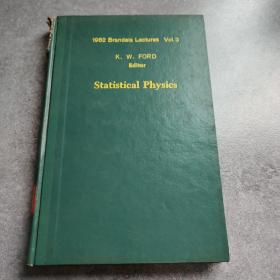 1962 Brandeis Lectures Vol 3
K. W. FORD
Editor
Statistical Physics